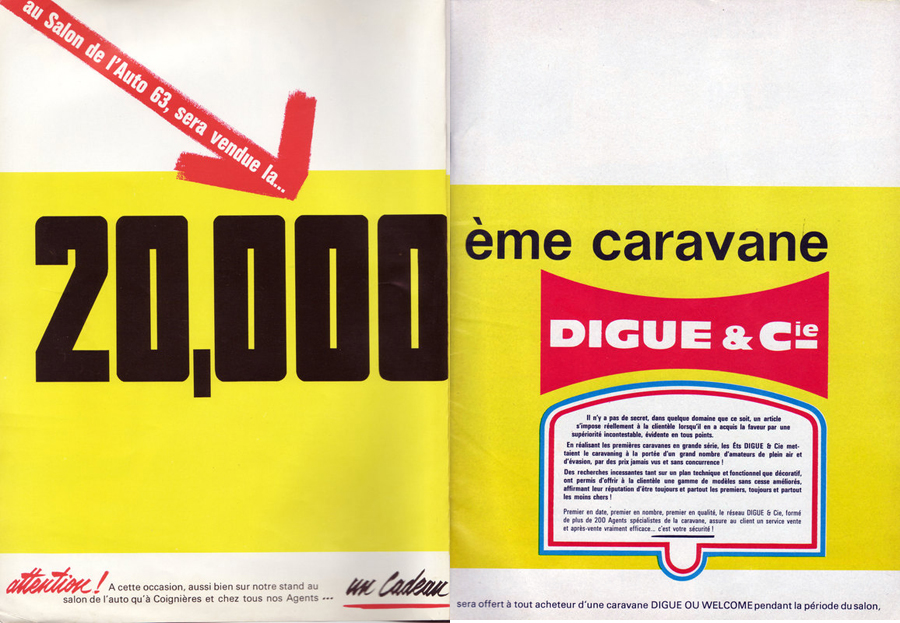 au Salon de l'Auto 63, sera vendue la...
20,000
ème caravane
DIGUE & Cie
Il n'y a pas de secret, dans quelque domaine que ce soit, un article
s'impose réellement à la clientèle lorsqu'il en a acquis la faveur par une
supériorité incontestable, évidente en tous points.
En réalisant les premières caravanes en grande série, les Éts DIGUE & Cie met-
taient le caravaning à la portée d'un grand nombre d'amateurs de plein air et
d'évasion, par des prix jamais vus et sans concurrence !
Des recherches incessantes tant sur un plan technique et fonctionnel que décoratif,
ont permis d'offrir à la clientèle une gamme de modèles sans cesse améliorés,
affirmant leur réputation d'être toujours et partout les premiers, toujours et partout
les moins chers !
Premier en date, premier en nombre, premier en qualité, le réseau DIGUE & Cie, formé
de plus de 200 Agents spécialistes de la caravane, assure au client un service vente
et après-vente vraiment efficace... c'est votre sécurité !
attention ! A cette occasion, aussi bien sur notre stand au
salon de l'auto qu'à Coignières et chez tous nos Agents ...
un Cadeau
sera offert à tout acheteur d'une caravane DIGUE OU WELCOME pendant la période du salon,